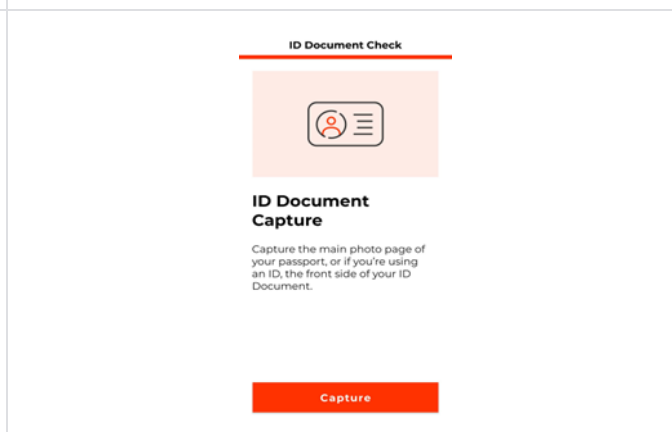 ID Document Check
ID Document
Capture
Capture the main photo page of
your passport, or if you're using
an ID, the front side of your ID
Document.
Capture